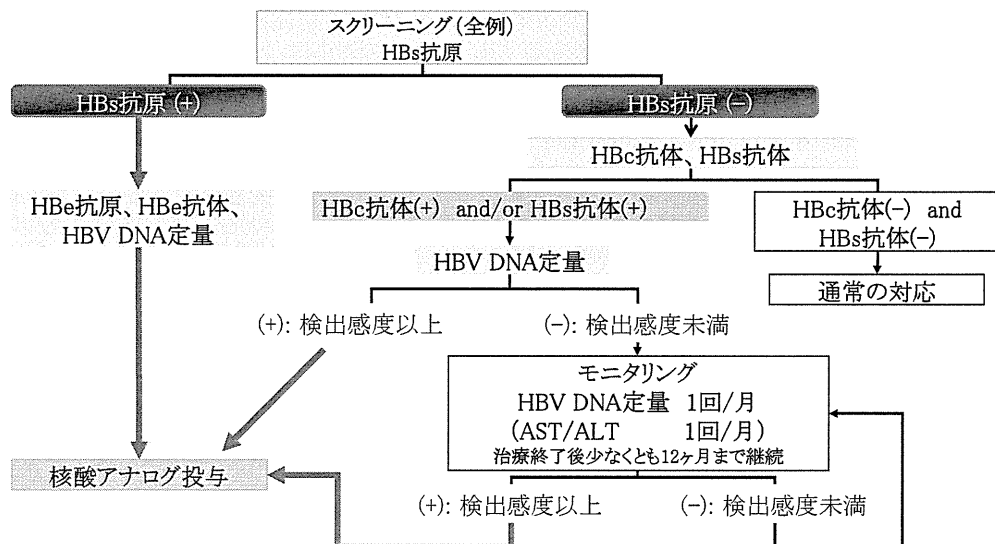 スクリーニング(全例)
HBs抗原
HBs抗原 (+)
HBs抗原 (−)
HBc抗体、HBs抗体
HBe抗原、HBe抗体、
HBV DNA定量
HBc抗体(+) and/or HBs抗体(+)
HBc抗体(−) and
HBs抗体(−)
HBV DNA定量
通常の対応
(+): 検出感度以上
(−): 検出感度未満
モニタリング
HBV DNA定量 1回/月
(AST/ALT 1回/月)
治療終了後少なくとも12ヶ月まで継続
核酸アナログ投与
(+): 検出感度以上
(−): 検出感度未満